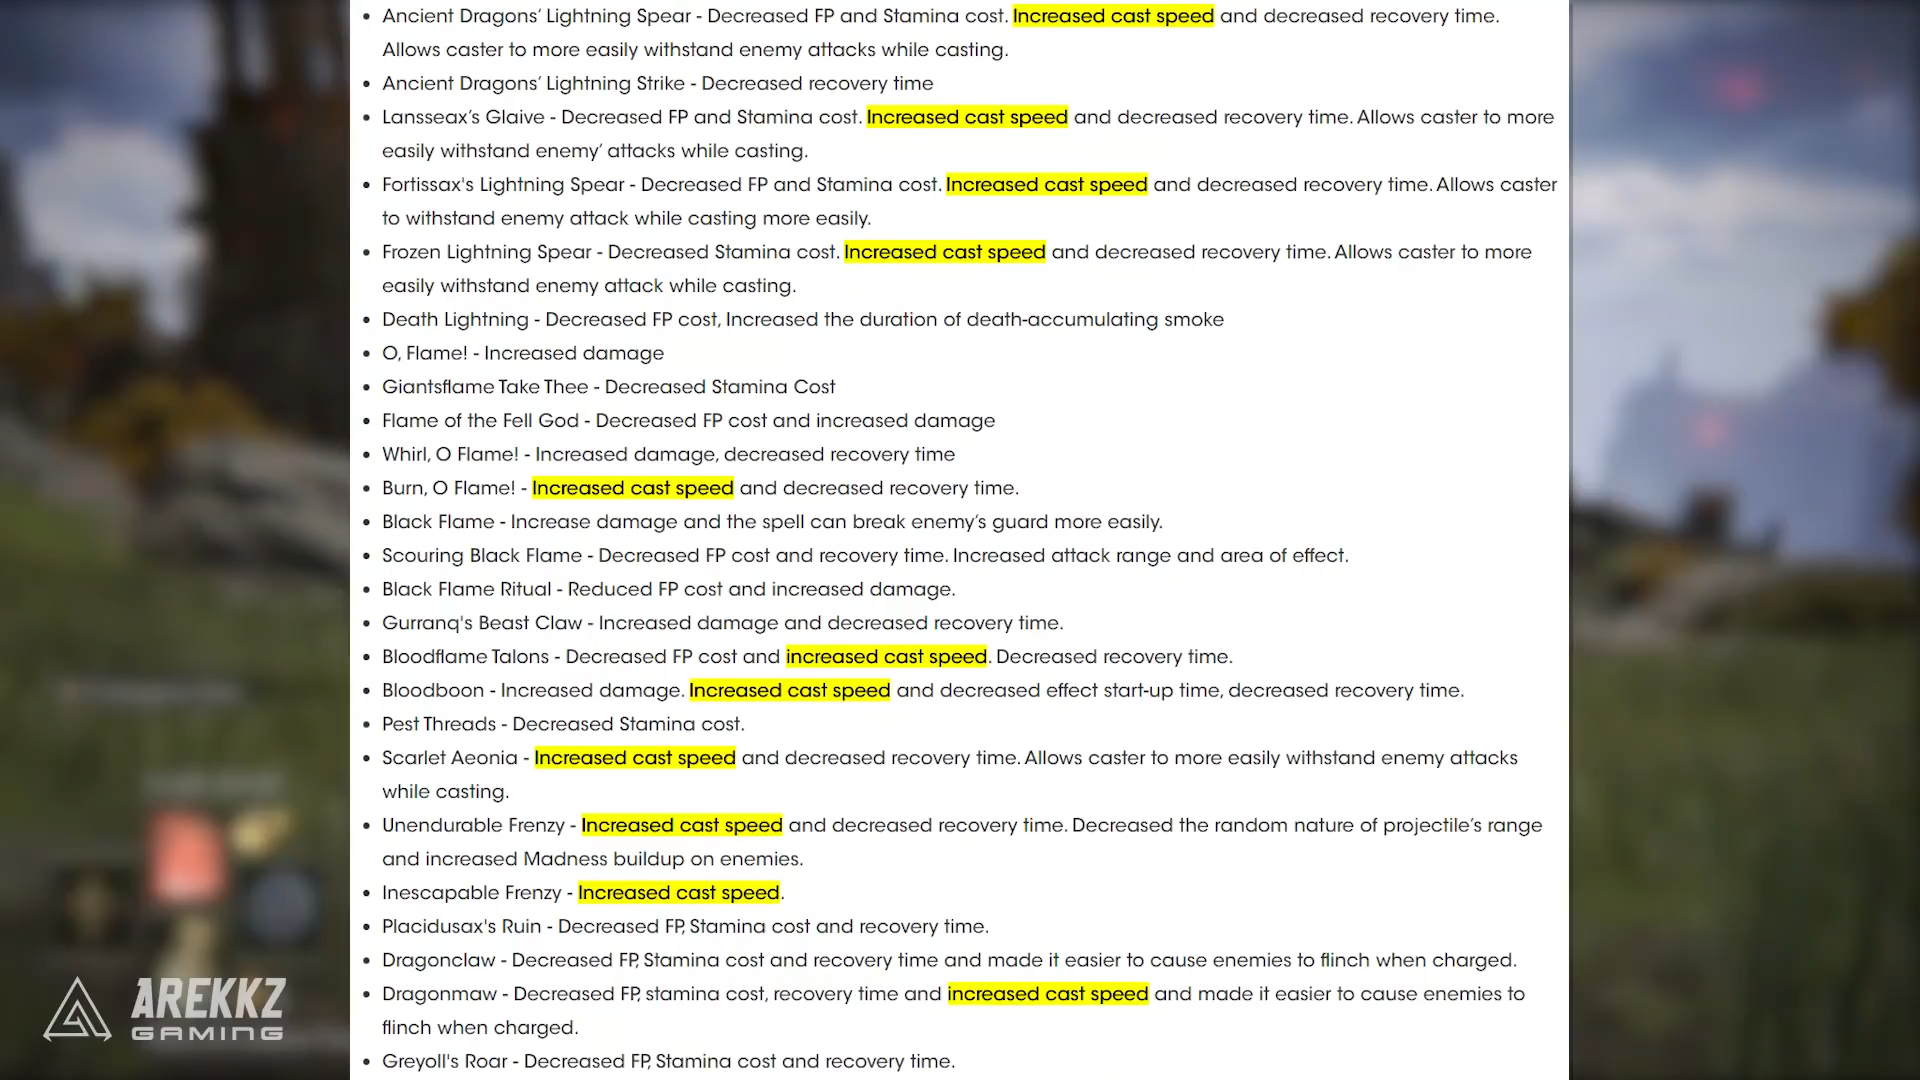 • Ancient Dragons’ Lightning Spear - Decreased FP and Stamina cost. Increased cast speed and decreased recovery time.
Allows caster to more easily withstand enemy attacks while casting.
• Ancient Dragons’ Lightning Strike - Decreased recovery time
• Lansseax’s Glaive - Decreased FP and Stamina cost. Increased cast speed and decreased recovery time. Allows caster to more
easily withstand enemy’ attacks while casting.
• Fortissax's Lightning Spear - Decreased FP and Stamina cost. Increased cast speed and decreased recovery time. Allows caster
to withstand enemy attack while casting more easily.
• Frozen Lightning Spear - Decreased Stamina cost. Increased cast speed and decreased recovery time. Allows caster to more
easily withstand enemy attack while casting.
• Death Lightning - Decreased FP cost, Increased the duration of death-accumulating smoke
• O, Flame! - Increased damage
• Giantsflame Take Thee - Decreased Stamina Cost
• Flame of the Fell God - Decreased FP cost and increased damage
• Whirl, O Flame! - Increased damage, decreased recovery time
• Burn, O Flame! - Increased cast speed and decreased recovery time.
• Black Flame - Increase damage and the spell can break enemy’s guard more easily.
• Scouring Black Flame - Decreased FP cost and recovery time. Increased attack range and area of effect.
• Black Flame Ritual - Reduced FP cost and increased damage.
• Gurranq's Beast Claw - Increased damage and decreased recovery time.
• Bloodflame Talons - Decreased FP cost and increased cast speed. Decreased recovery time.
• Bloodboon - Increased damage. Increased cast speed and decreased effect start-up time, decreased recovery time.
• Pest Threads - Decreased Stamina cost.
• Scarlet Aeonia - Increased cast speed and decreased recovery time. Allows caster to more easily withstand enemy attacks
while casting.
• Unendurable Frenzy - Increased cast speed and decreased recovery time. Decreased the random nature of projectile’s range
and increased Madness buildup on enemies.
• Inescapable Frenzy - Increased cast speed.
• Placidusax's Ruin - Decreased FP, Stamina cost and recovery time.
• Dragonclaw - Decreased FP, Stamina cost and recovery time and made it easier to cause enemies to flinch when charged.
• Dragonmaw - Decreased FP, stamina cost, recovery time and increased cast speed and made it easier to cause enemies to
flinch when charged.
• Greyoll's Roar - Decreased FP, Stamina cost and recovery time.
AREKKZ
GAMING